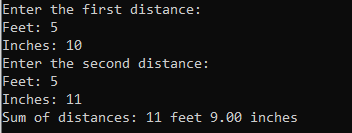 Enter the first distance:
Feet: 5
Inches: 10
Enter the second distance:
Feet: 5
Inches: 11
Sum of distances: 11 feet 9.00 inches